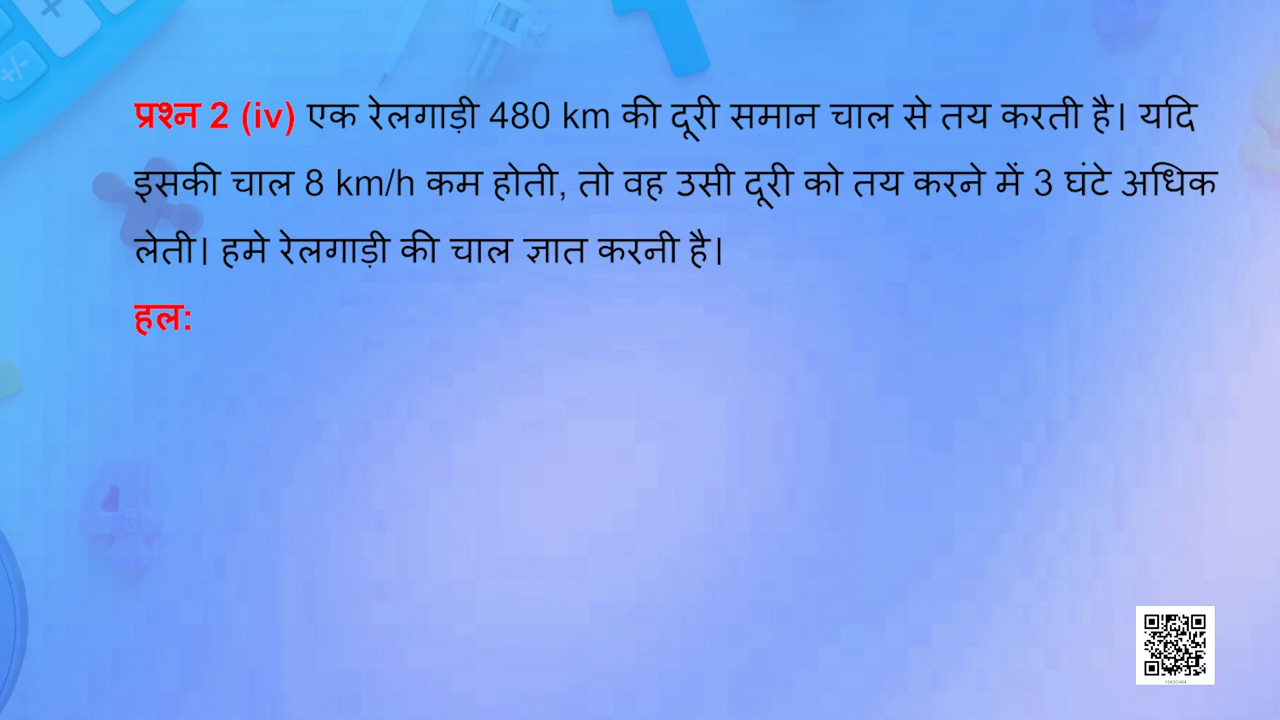 प्रश्न 2 (iv) एक रेलगाड़ी 480 km की दूरी समान चाल से तय करती है। यदि
इसकी चाल 8 km/h कम होती, तो वह उसी दूरी को तय करने में 3 घंटे अधिक
लेती। हमे रेलगाड़ी की चाल ज्ञात करनी है।
हल: